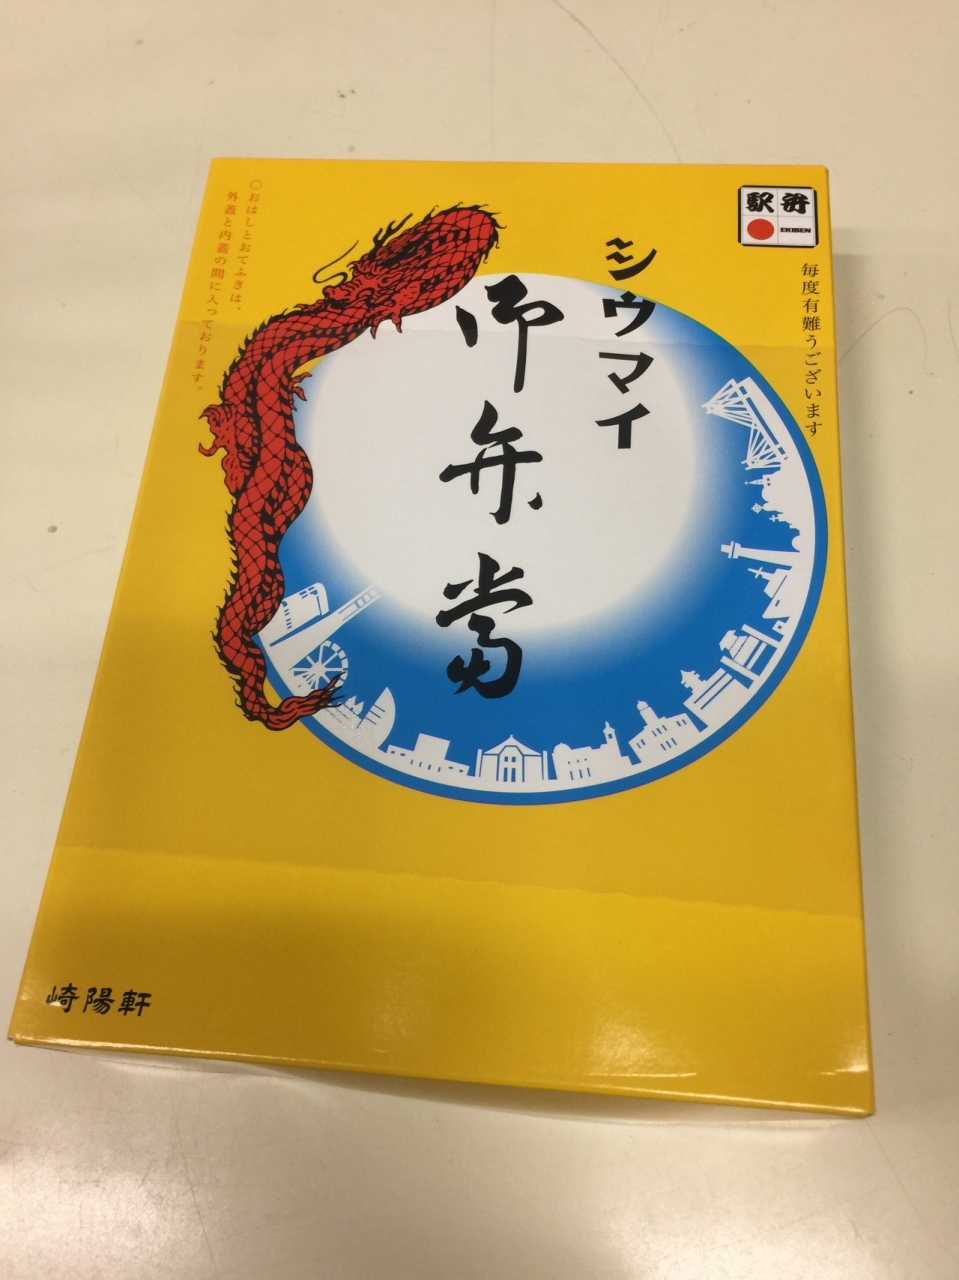 駅弁
EKIBEN
毎度有難うございます
シウマイ
御弁当
○おはしとおてふきは、
外蓋と内蓋の間に入っております。
崎陽軒